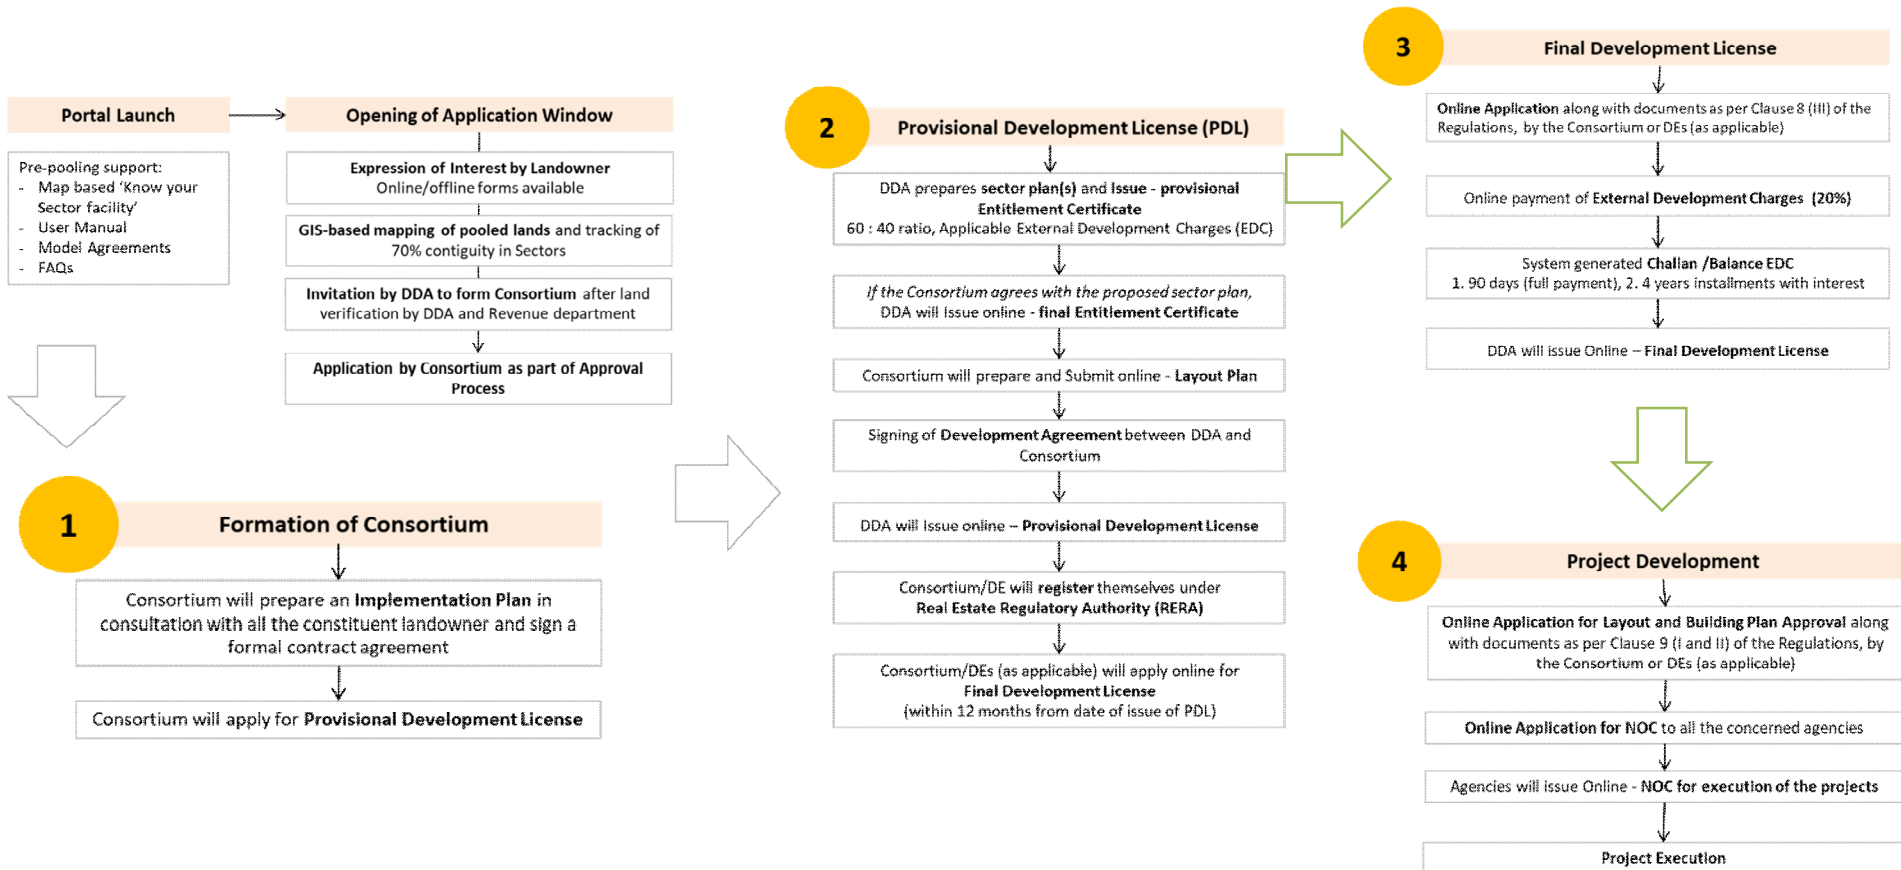 Portal Launch
Pre-pooling support:
- Map based ‘Know your
Sector facility’
- User Manual
- Model Agreements
- FAQs
Opening of Application Window
Expression of Interest by Landowner
Online/offline forms available
GIS-based mapping of pooled lands and tracking of
70% contiguity in Sectors
Invitation by DDA to form Consortium after land
verification by DDA and Revenue department
Application by Consortium as part of Approval
Process
1
Formation of Consortium
Consortium will prepare an Implementation Plan in
consultation with all the constituent landowner and sign a
formal contract agreement
Consortium will apply for Provisional Development License
2
Provisional Development License (PDL)
DDA prepares sector plan(s) and Issue - provisional
Entitlement Certificate
60 : 40 ratio, Applicable External Development Charges (EDC)
If the Consortium agrees with the proposed sector plan,
DDA will Issue online - final Entitlement Certificate
Consortium will prepare and Submit online - Layout Plan
Signing of Development Agreement between DDA and
Consortium
DDA will Issue online – Provisional Development License
Consortium/DE will register themselves under
Real Estate Regulatory Authority (RERA)
Consortium/DEs (as applicable) will apply online for
Final Development License
(within 12 months from date of issue of PDL)
3
Final Development License
Online Application along with documents as per Clause 8 (III) of the
Regulations, by the Consortium or DEs (as applicable)
Online payment of External Development Charges (20%)
System generated Challan /Balance EDC
1. 90 days (full payment), 2. 4 years installments with interest
DDA will issue Online – Final Development License
4
Project Development
Online Application for Layout and Building Plan Approval along
with documents as per Clause 9 (I and II) of the Regulations, by
the Consortium or DEs (as applicable)
Online Application for NOC to all the concerned agencies
Agencies will issue Online - NOC for execution of the projects
Project Execution